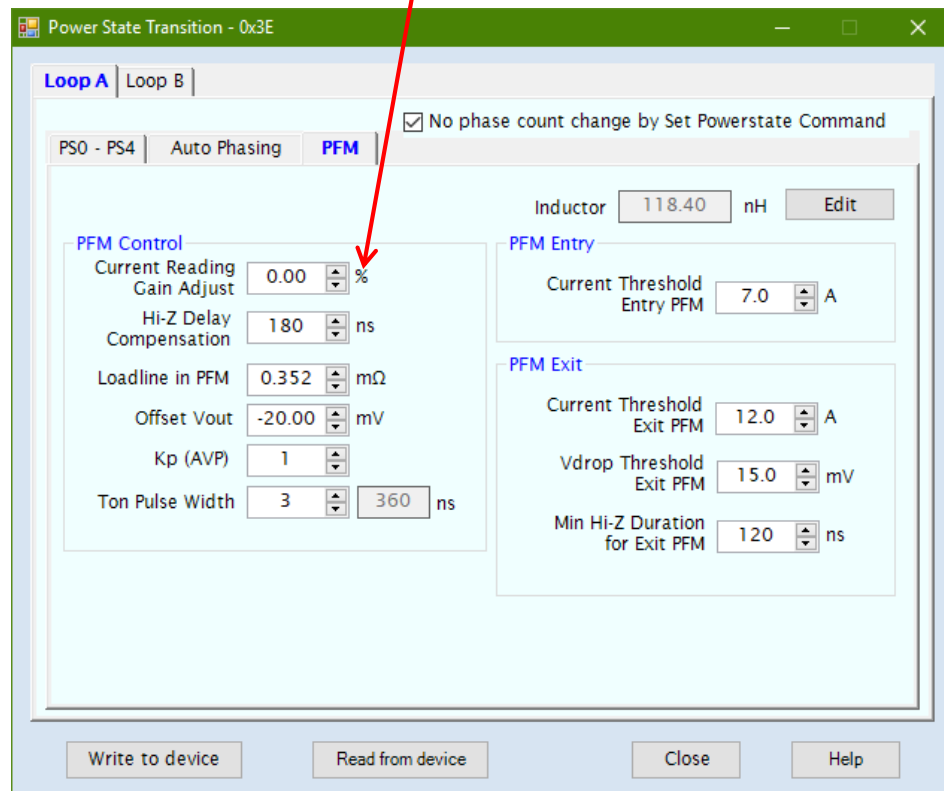 Power State Transition - 0x3E
Loop A
Loop B
No phase count change by Set Powerstate Command
PS0 - PS4
Auto Phasing
PFM
Inductor 118.40 nH Edit
PFM Control
Current Reading
Gain Adjust 0.00 %
Hi-Z Delay
Compensation 180 ns
Loadline in PFM 0.352 mΩ
Offset Vout -20.00 mV
Kp (AVP) 1
Ton Pulse Width 3 360 ns
PFM Entry
Current Threshold
Entry PFM 7.0 A
PFM Exit
Current Threshold
Exit PFM 12.0 A
Vdrop Threshold
Exit PFM 15.0 mV
Min Hi-Z Duration
for Exit PFM 120 ns
Write to device
Read from device
Close
Help